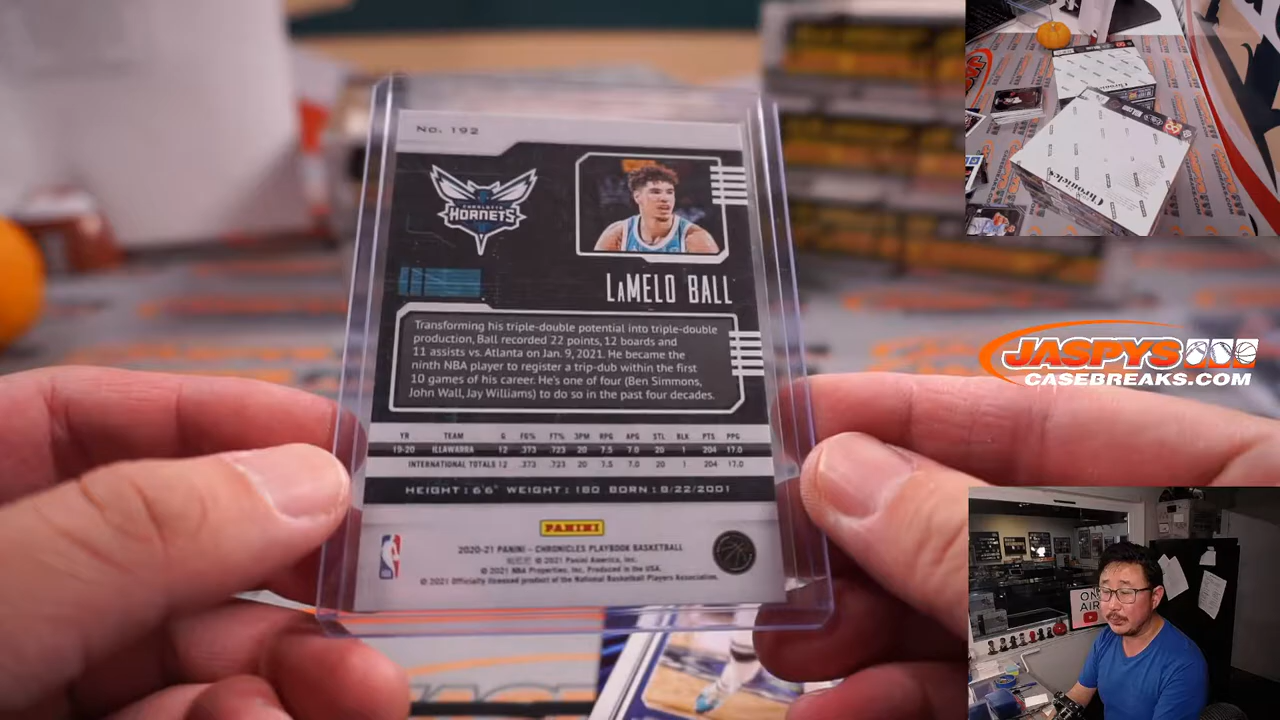 No. 192
CHARLOTTE
HORNETS
LAMELO BALL
Transforming his triple-double potential into triple-double
production, Ball recorded 22 points, 12 boards and
11 assists vs. Atlanta on Jan. 9, 2021. He became the
ninth NBA player to register a trip-dub within the first
10 games of his career. He's one of four (Ben Simmons,
John Wall, Jay Williams) to do so in the past four decades.
YR TEAM G FG% FT% 3PM RPG APG STL BLK PTS PPG
19-20 ILLAWARRA 12 .373 .723 20 7.5 7.0 20 1 204 17.0
INTERNATIONAL TOTALS 12 .373 .723 20 7.5 7.0 20 1 204 17.0
HEIGHT: 6'6" WEIGHT: 180 BORN: 8/22/2001
PANINI
2020-21 PANINI - CHRONICLES PLAYBOOK BASKETBALL
© 2021 Panini America, Inc.
© 2021 NBA Properties, Inc. Produced in the USA.
© 2021 Officially licensed product of the National Basketball Players Association.
Chronicles
JASPYS
CASEBREAKS.COM
ON
AIR